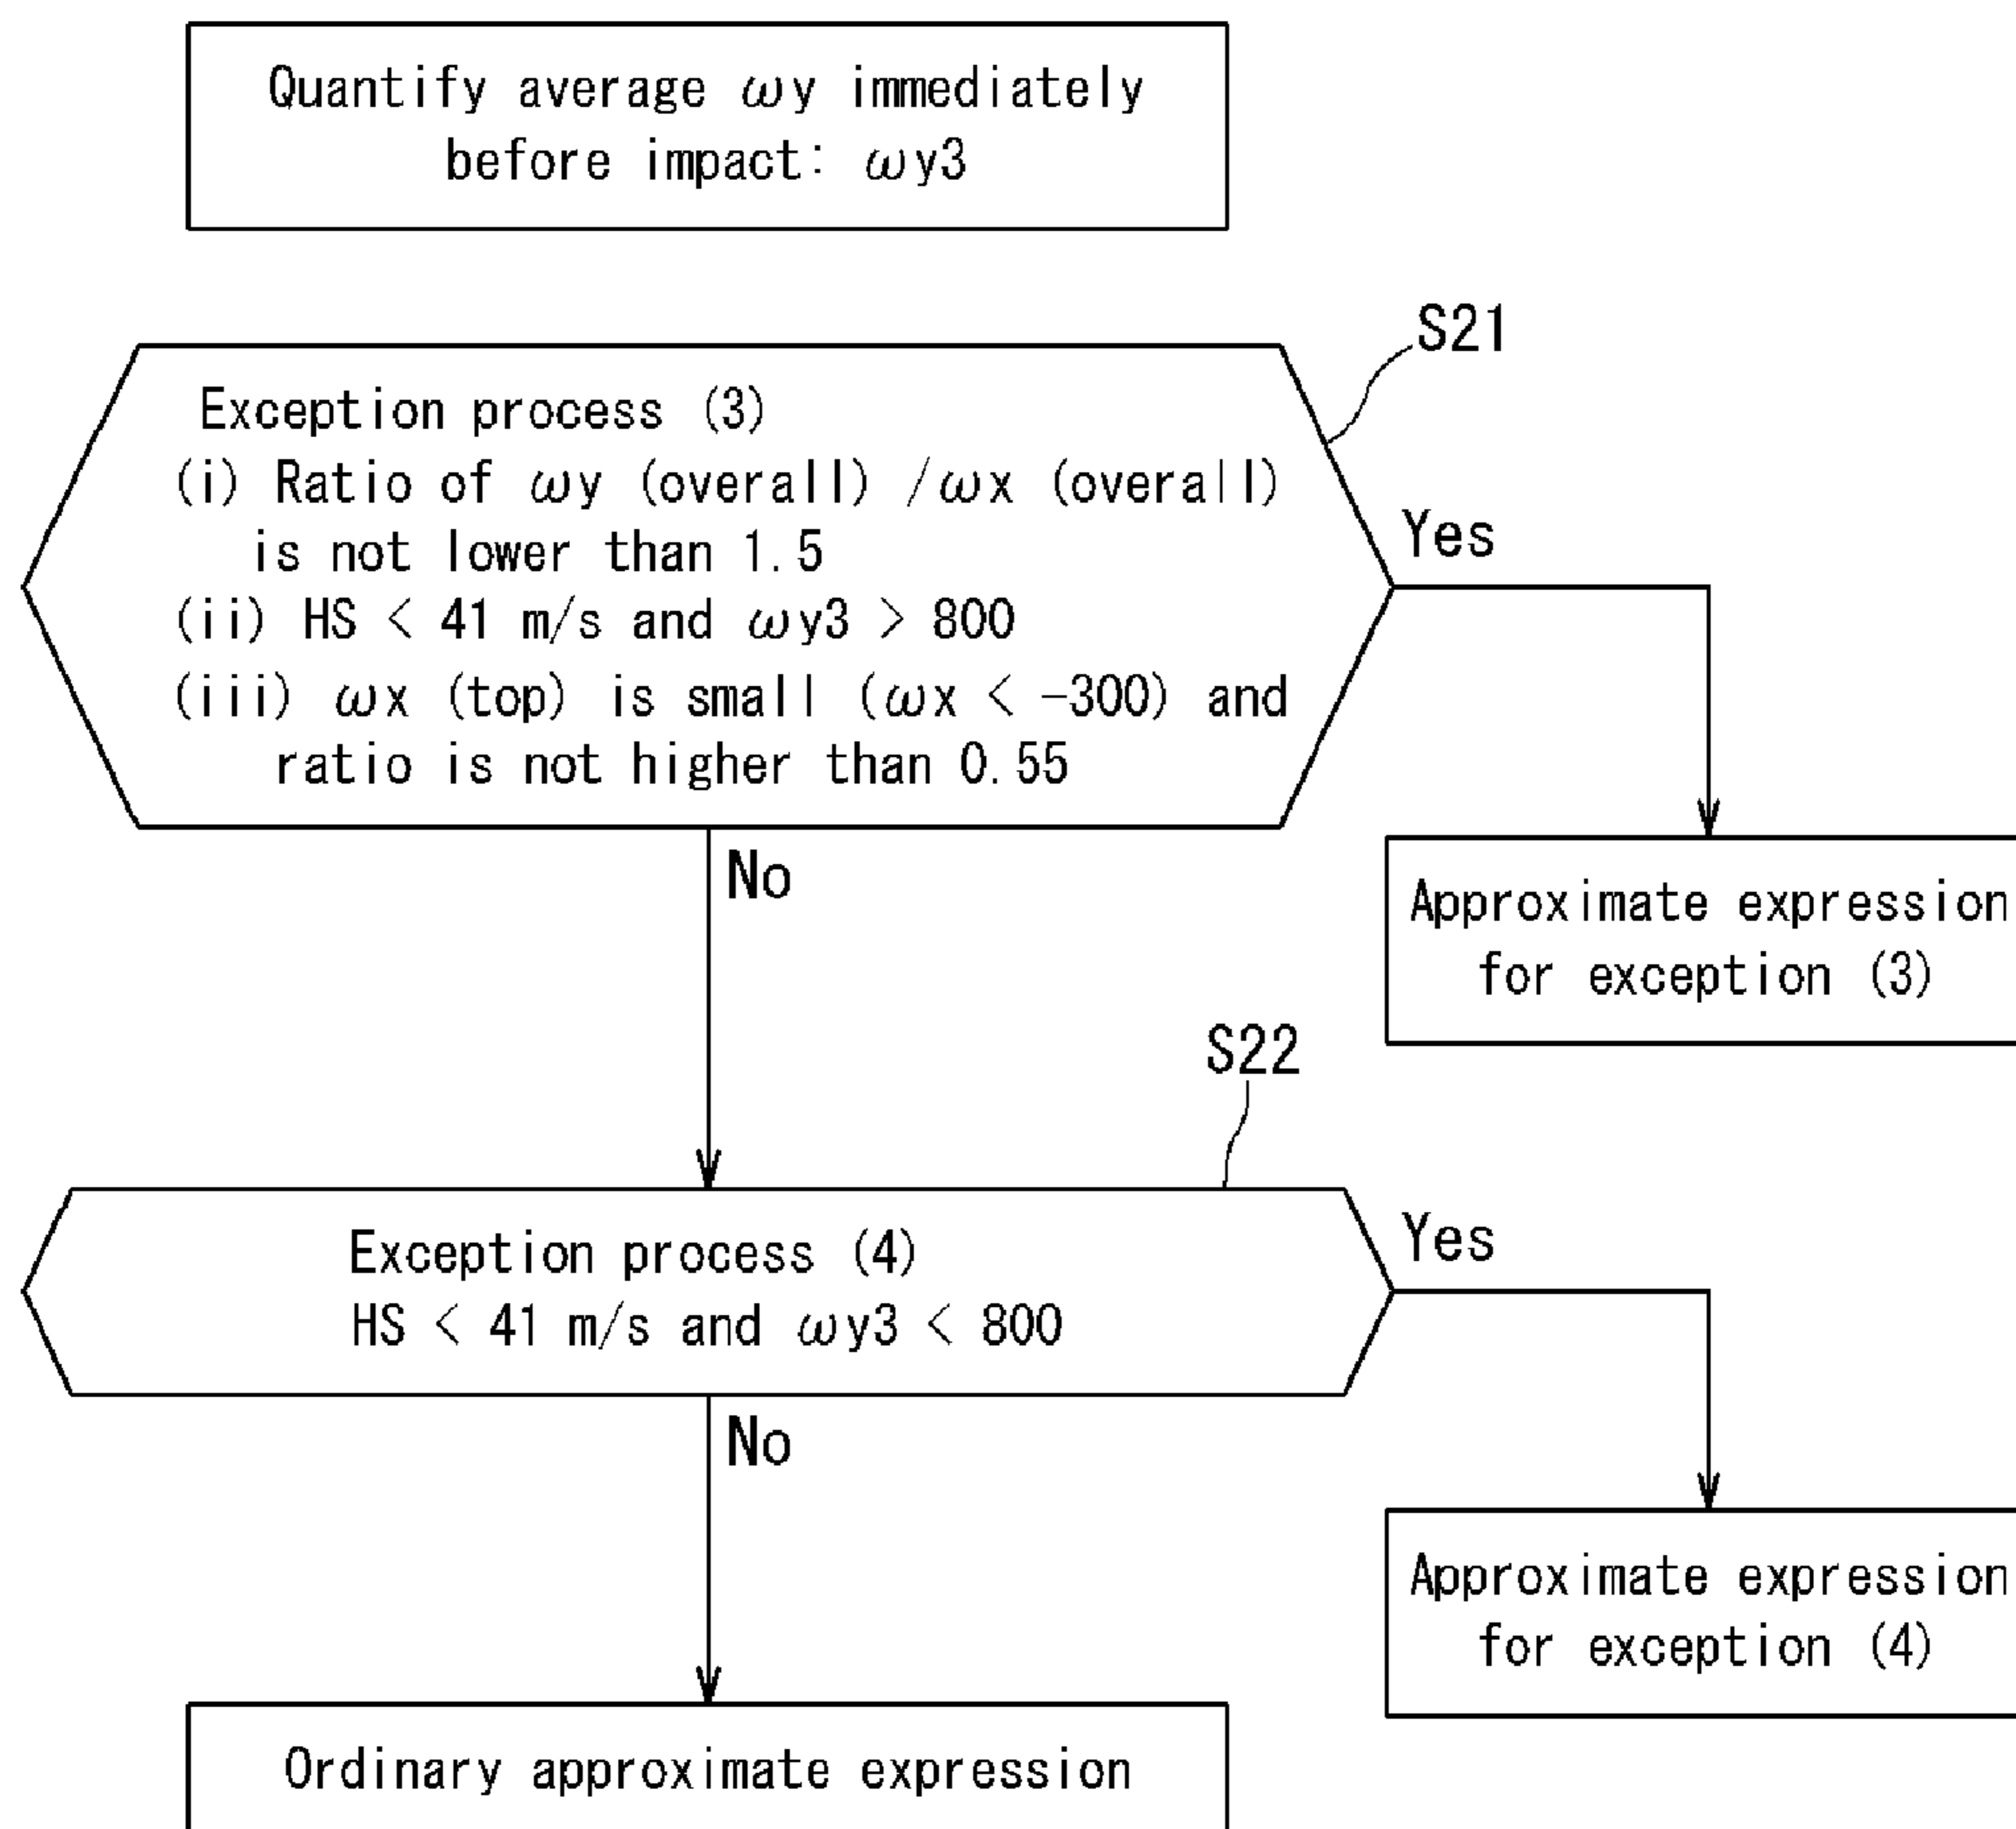 Quantify average ωy immediately
before impact: ωy3
S21
Exception process (3)
(i) Ratio of ωy (overall) /ωx (overall)
is not lower than 1.5
(ii) HS < 41 m/s and ωy3 > 800
(iii) ωx (top) is small (ωx < -300) and
ratio is not higher than 0.55
Yes
No
Approximate expression
for exception (3)
S22
Exception process (4)
HS < 41 m/s and ωy3 < 800
Yes
No
Approximate expression
for exception (4)
Ordinary approximate expression